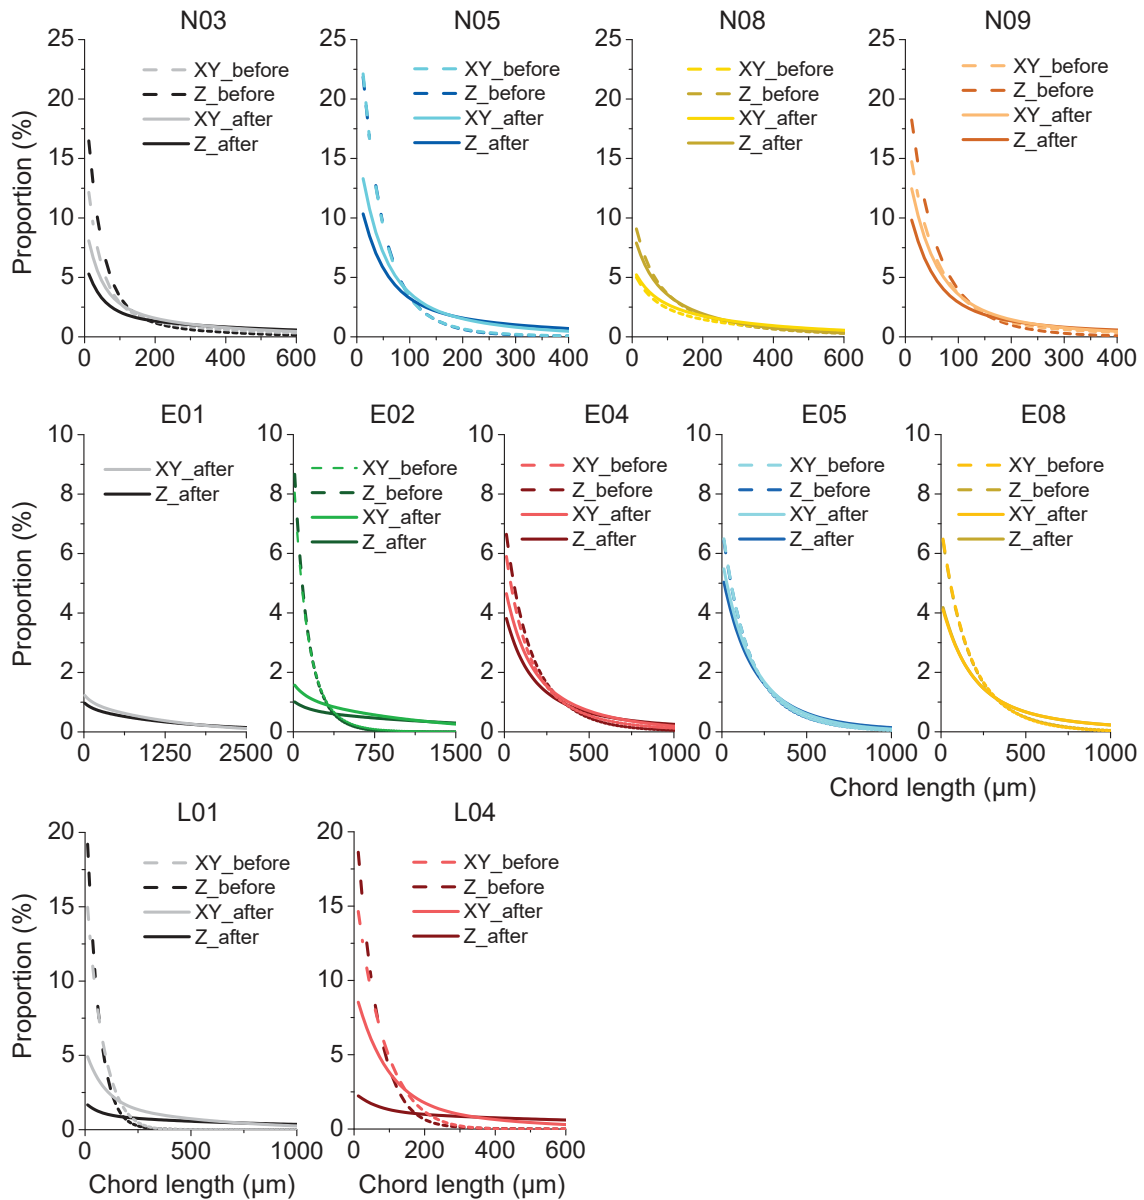 N03
N05
N08
N09
25
20
15
10
5
0
Proportion (%)
XY_before
Z_before
XY_after
Z_after
0
200
400
600
25
20
15
10
5
0
XY_before
Z_before
XY_after
Z_after
0
100
200
300
400
25
20
15
10
5
0
XY_before
Z_before
XY_after
Z_after
0
200
400
600
25
20
15
10
5
0
XY_before
Z_before
XY_after
Z_after
0
100
200
300
400
E01
E02
E04
E05
E08
10
8
6
4
2
0
Proportion (%)
XY_after
Z_after
0
1250
2500
10
8
6
4
2
0
XY_before
Z_before
XY_after
Z_after
0
750
1500
10
8
6
4
2
0
XY_before
Z_before
XY_after
Z_after
0
500
1000
10
8
6
4
2
0
XY_before
Z_before
XY_after
Z_after
0
500
1000
10
8
6
4
2
0
XY_before
Z_before
XY_after
Z_after
0
500
1000
Chord length (µm)
L01
L04
20
15
10
5
0
Proportion (%)
XY_before
Z_before
XY_after
Z_after
0
500
1000
Chord length (µm)
20
15
10
5
0
XY_before
Z_before
XY_after
Z_after
0
200
400
600
Chord length (µm)